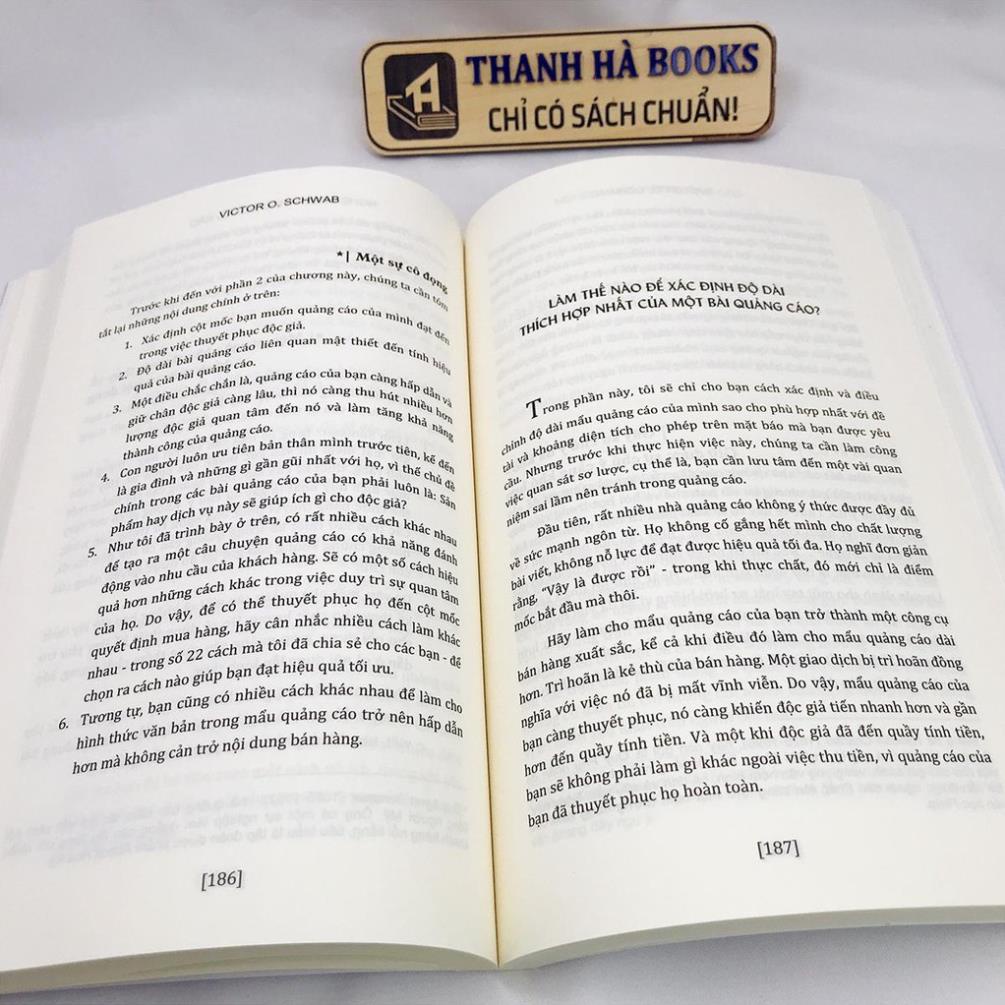 THANH HÀ BOOKS
CHỈ CÓ SÁCH CHUẨN!
VICTOR O. SCHWAB
*| Một sự cô đọng
Trước khi đến với phần 2 của chương này, chúng ta cần tóm
tắt lại những nội dung chính ở trên:
1. Xác định cột mốc bạn muốn quảng cáo của mình đạt đến
trong việc thuyết phục độc giả.
2. Độ dài bài quảng cáo liên quan mật thiết đến tính hiệu
quả của bài quảng cáo.
3. Một điều chắc chắn là, quảng cáo của bạn càng hấp dẫn và
giữ chân độc giả càng lâu, thì nó càng thu hút nhiều hơn
lượng độc giả quan tâm đến nó và làm tăng khả năng
thành công của quảng cáo.
4. Con người luôn ưu tiên bản thân mình trước tiên, kế đến
là gia đình và những gì gần gũi nhất với họ, vì thế chủ đề
chính trong các bài quảng cáo của bạn phải luôn là: Sản
phẩm hay dịch vụ này sẽ giúp ích gì cho độc giả?
5. Như tôi đã trình bày ở trên, có rất nhiều cách khác nhau
để tạo ra một câu chuyện quảng cáo có khả năng đánh
động vào nhu cầu của khách hàng. Sẽ có một số cách hiệu
quả hơn những cách khác trong việc duy trì sự quan tâm
của họ. Do vậy, để có thể thuyết phục họ đến cột mốc
quyết định mua hàng, hãy cân nhắc nhiều cách làm khác
nhau - trong số 22 cách mà tôi đã chia sẻ cho các bạn - để
chọn ra cách nào giúp bạn đạt hiệu quả tối ưu.
6. Tương tự, bạn cũng có nhiều cách khác nhau để làm cho
hình thức văn bản trong mẩu quảng cáo trở nên hấp dẫn
hơn mà không cản trở nội dung bán hàng.
[186]
LÀM THẾ NÀO ĐỂ XÁC ĐỊNH ĐỘ DÀI
THÍCH HỢP NHẤT CỦA MỘT BÀI QUẢNG CÁO?
Trong phần này, tôi sẽ chỉ cho bạn cách xác định và điều
chỉnh độ dài mẩu quảng cáo của mình sao cho phù hợp nhất với đề
tài và khoảng diện tích cho phép trên mặt báo mà bạn được yêu
cầu. Nhưng trước khi thực hiện việc này, chúng ta cần làm công
việc quan sát sơ lược, cụ thể là, bạn cần lưu tâm đến một vài quan
niệm sai lầm nên tránh trong quảng cáo.
Đầu tiên, rất nhiều nhà quảng cáo không ý thức được đầy đủ
về sức mạnh ngôn từ. Họ không cố gắng hết mình cho chất lượng
bài viết, không nỗ lực để đạt được hiệu quả tối đa. Họ nghĩ đơn giản
rằng, “Vậy là được rồi” - trong khi thực chất, đó mới chỉ là điểm
mốc bắt đầu mà thôi.
Hãy làm cho mẩu quảng cáo của bạn trở thành một công cụ
bán hàng xuất sắc, kể cả khi điều đó làm cho mẩu quảng cáo dài
hơn. Trì hoãn là kẻ thù của bán hàng. Một giao dịch bị trì hoãn đồng
nghĩa với việc nó đã bị mất vĩnh viễn. Do vậy, mẩu quảng cáo của
bạn càng thuyết phục, nó càng khiến độc giả tiến nhanh hơn và gần
hơn đến quầy tính tiền. Và một khi độc giả đã đến quầy tính tiền,
bạn sẽ không phải làm gì khác ngoài việc thu tiền, vì quảng cáo của
bạn đã thuyết phục họ hoàn toàn.
[187]